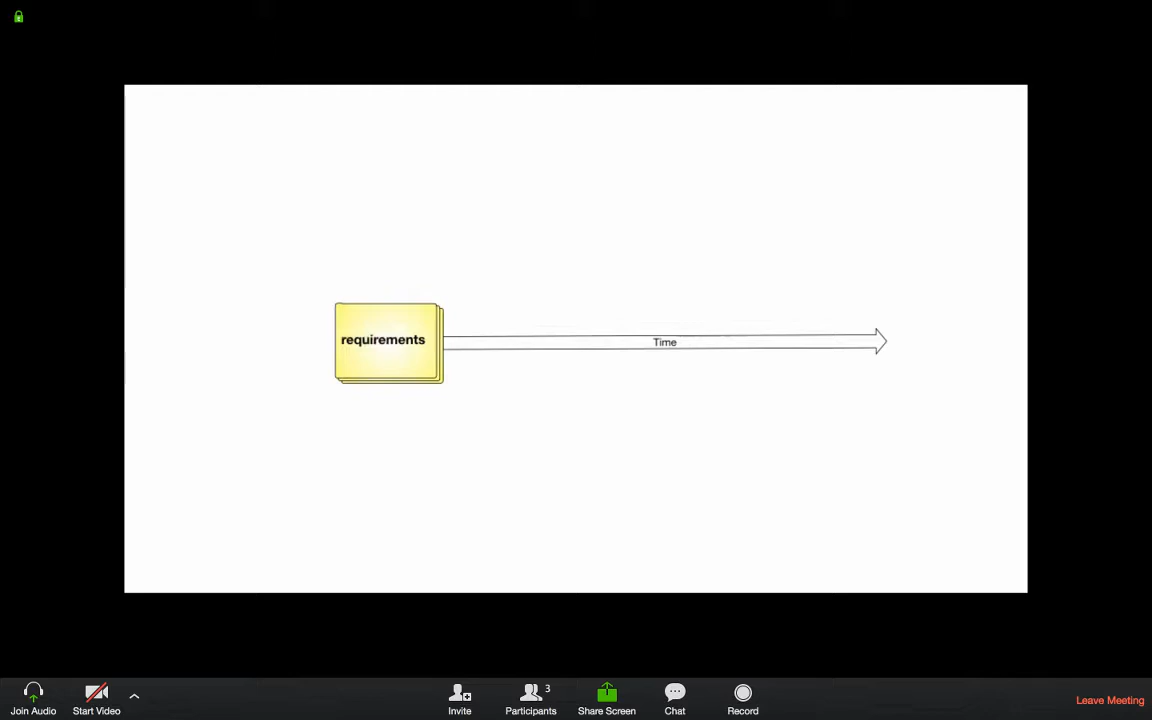 requirements
Time
3
Join Audio
Start Video
Invite
Participants
Share Screen
Chat
Record
Leave Meeting